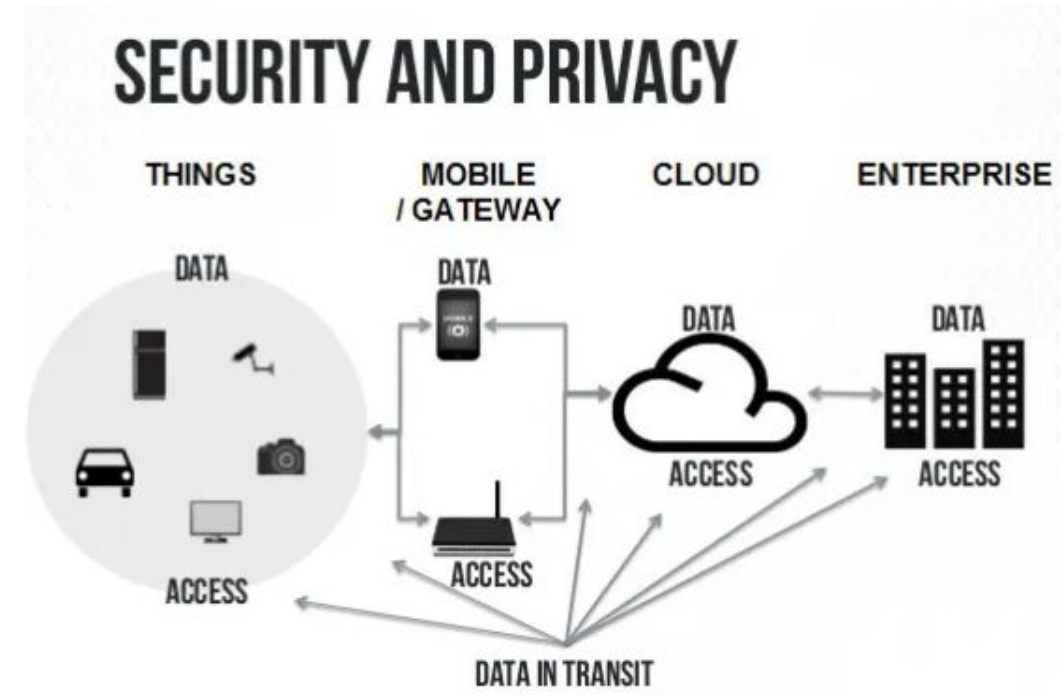 SECURITY AND PRIVACY
THINGS
MOBILE
/ GATEWAY
CLOUD
ENTERPRISE
DATA
DATA
MOBILE
DATA
DATA
ACCESS
ACCESS
ACCESS
ACCESS
DATA IN TRANSIT